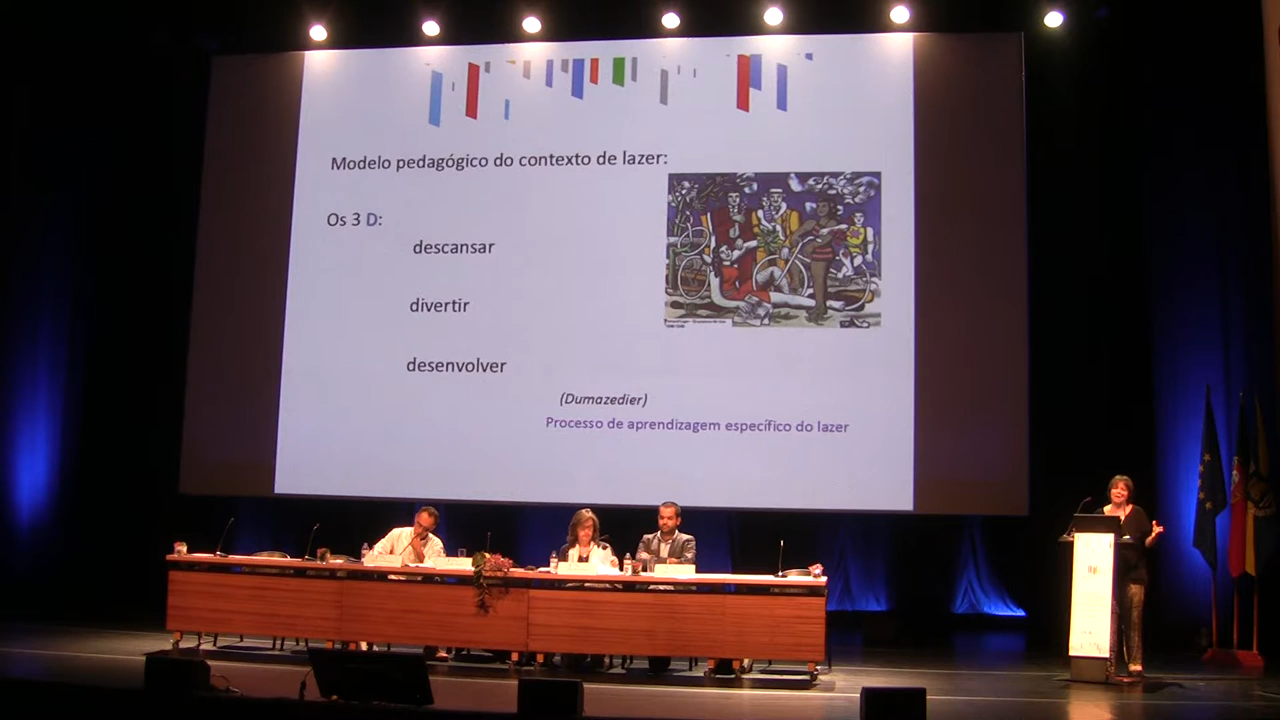 Modelo pedagógico do contexto de lazer:
Os 3 D:
descansar
divertir
desenvolver
(Dumazedier)
Processo de aprendizagem específico do lazer